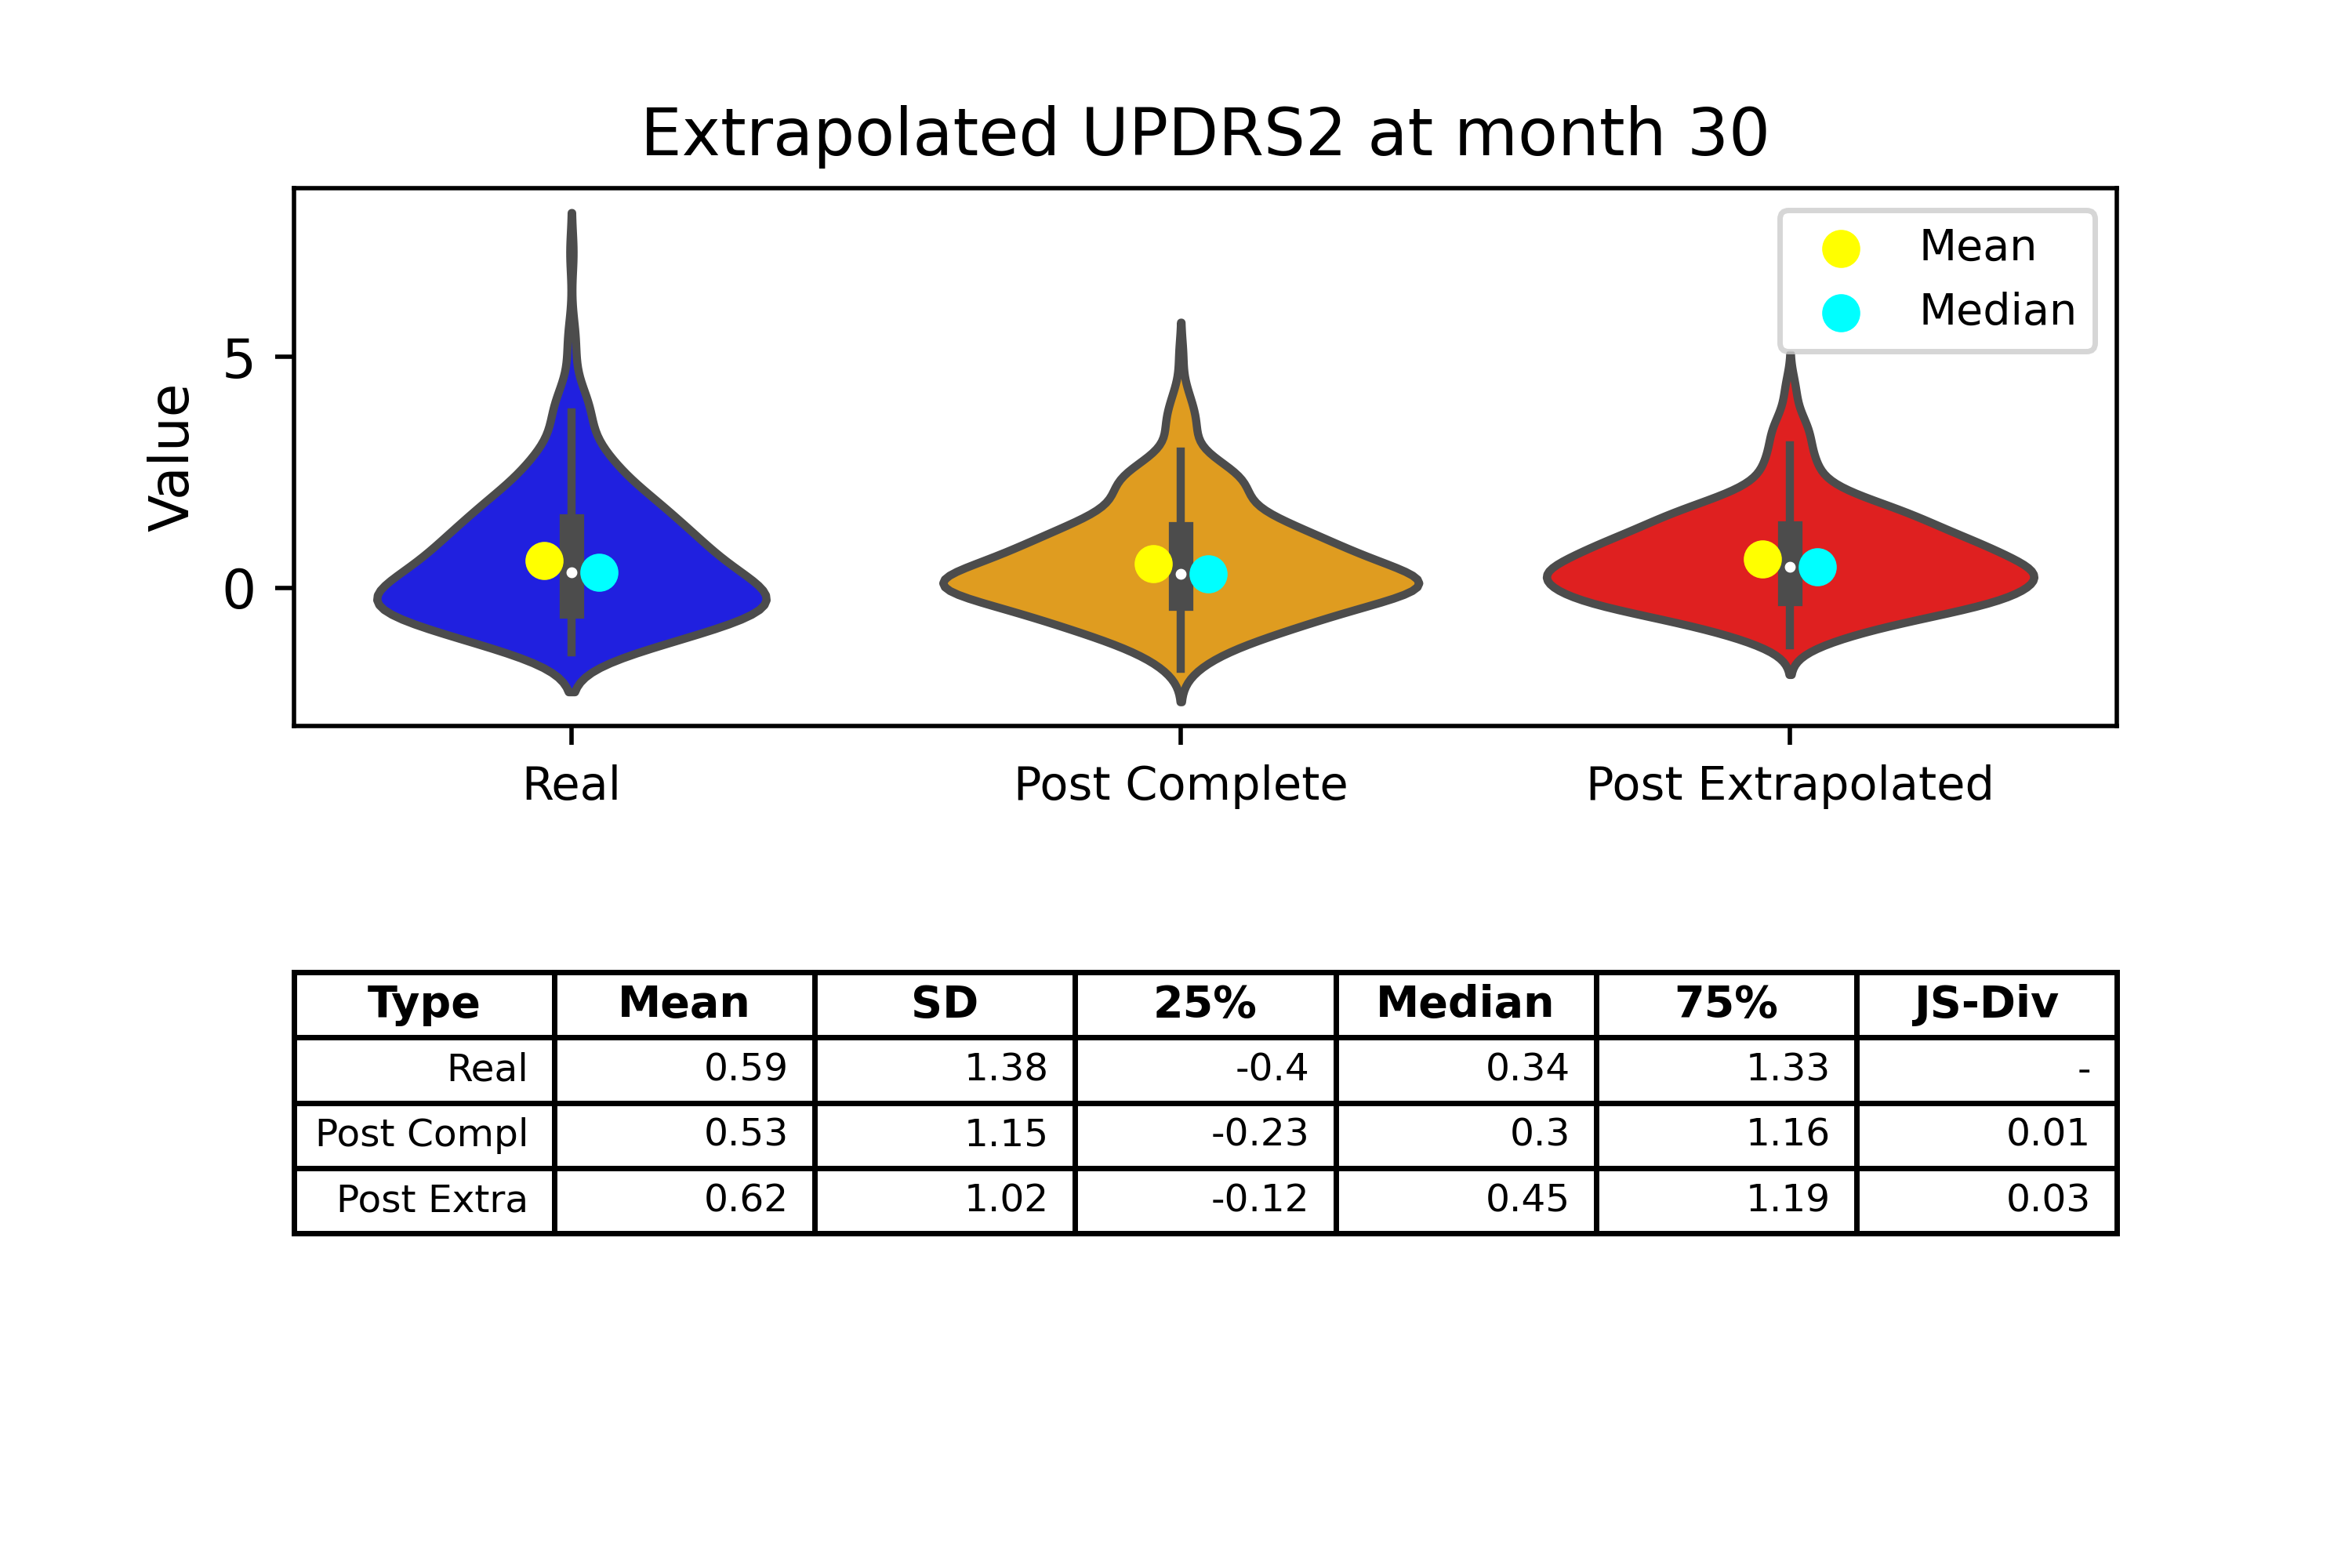 Extrapolated UPDRS2 at month 30
Mean
Median
5
0
Value
Real Post Complete Post Extrapolated
Type Mean SD 25% Median 75% JS-Div
Real 0.59 1.38 -0.4 0.34 1.33 -
Post Compl 0.53 1.15 -0.23 0.3 1.16 0.01
Post Extra 0.62 1.02 -0.12 0.45 1.19 0.03